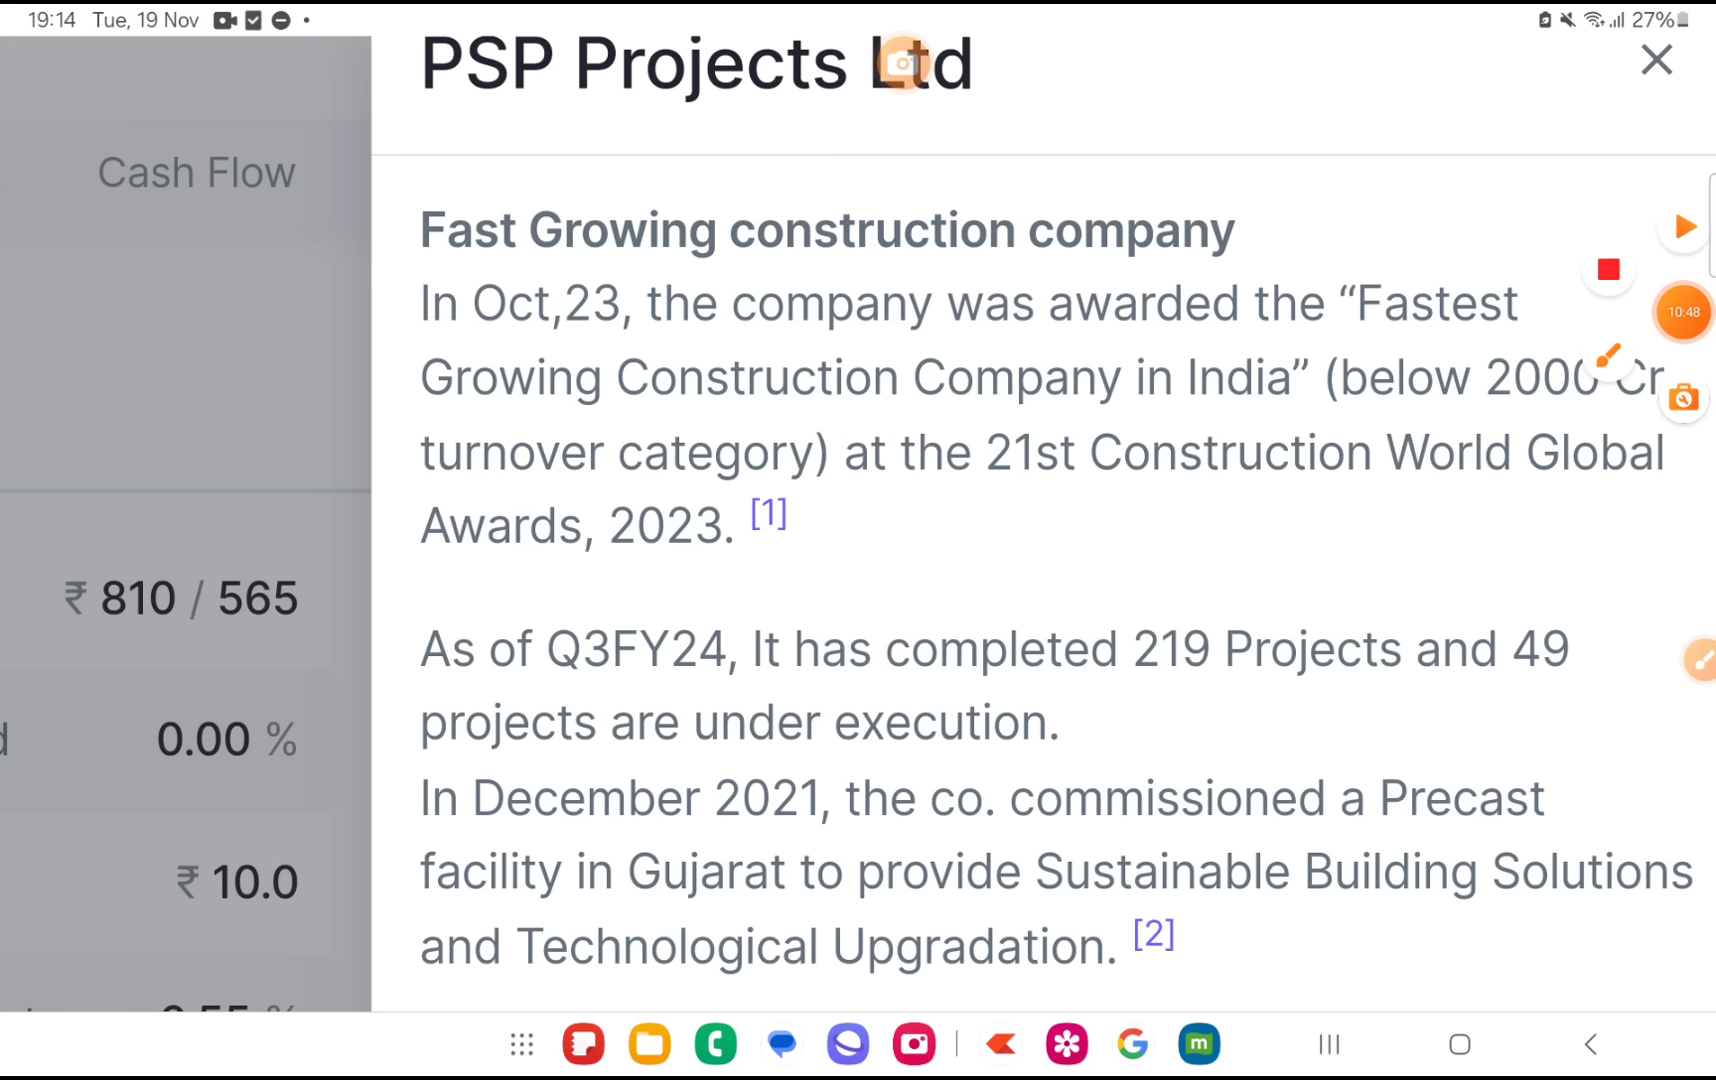 19:14 Tue, 19 Nov
27%
PSP Projects Ltd
Cash Flow
Fast Growing construction company
In Oct,23, the company was awarded the “Fastest
Growing Construction Company in India” (below 2000 Cr
turnover category) at the 21st Construction World Global
Awards, 2023. [1]
10:48
₹ 810 / 565
As of Q3FY24, It has completed 219 Projects and 49
projects are under execution.
0.00 %
In December 2021, the co. commissioned a Precast
facility in Gujarat to provide Sustainable Building Solutions
₹ 10.0
and Technological Upgradation. [2]
m